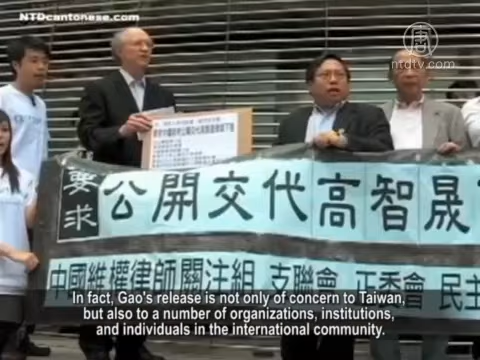 NTDcantonese.com
ntdtv.com
要求
公開交代高智晟
中國維權律師關注組 支聯會 正委會 民主
In fact, Gao's release is not only of concern to Taiwan,
but also to a number of organizations, institutions,
and individuals in the international community.